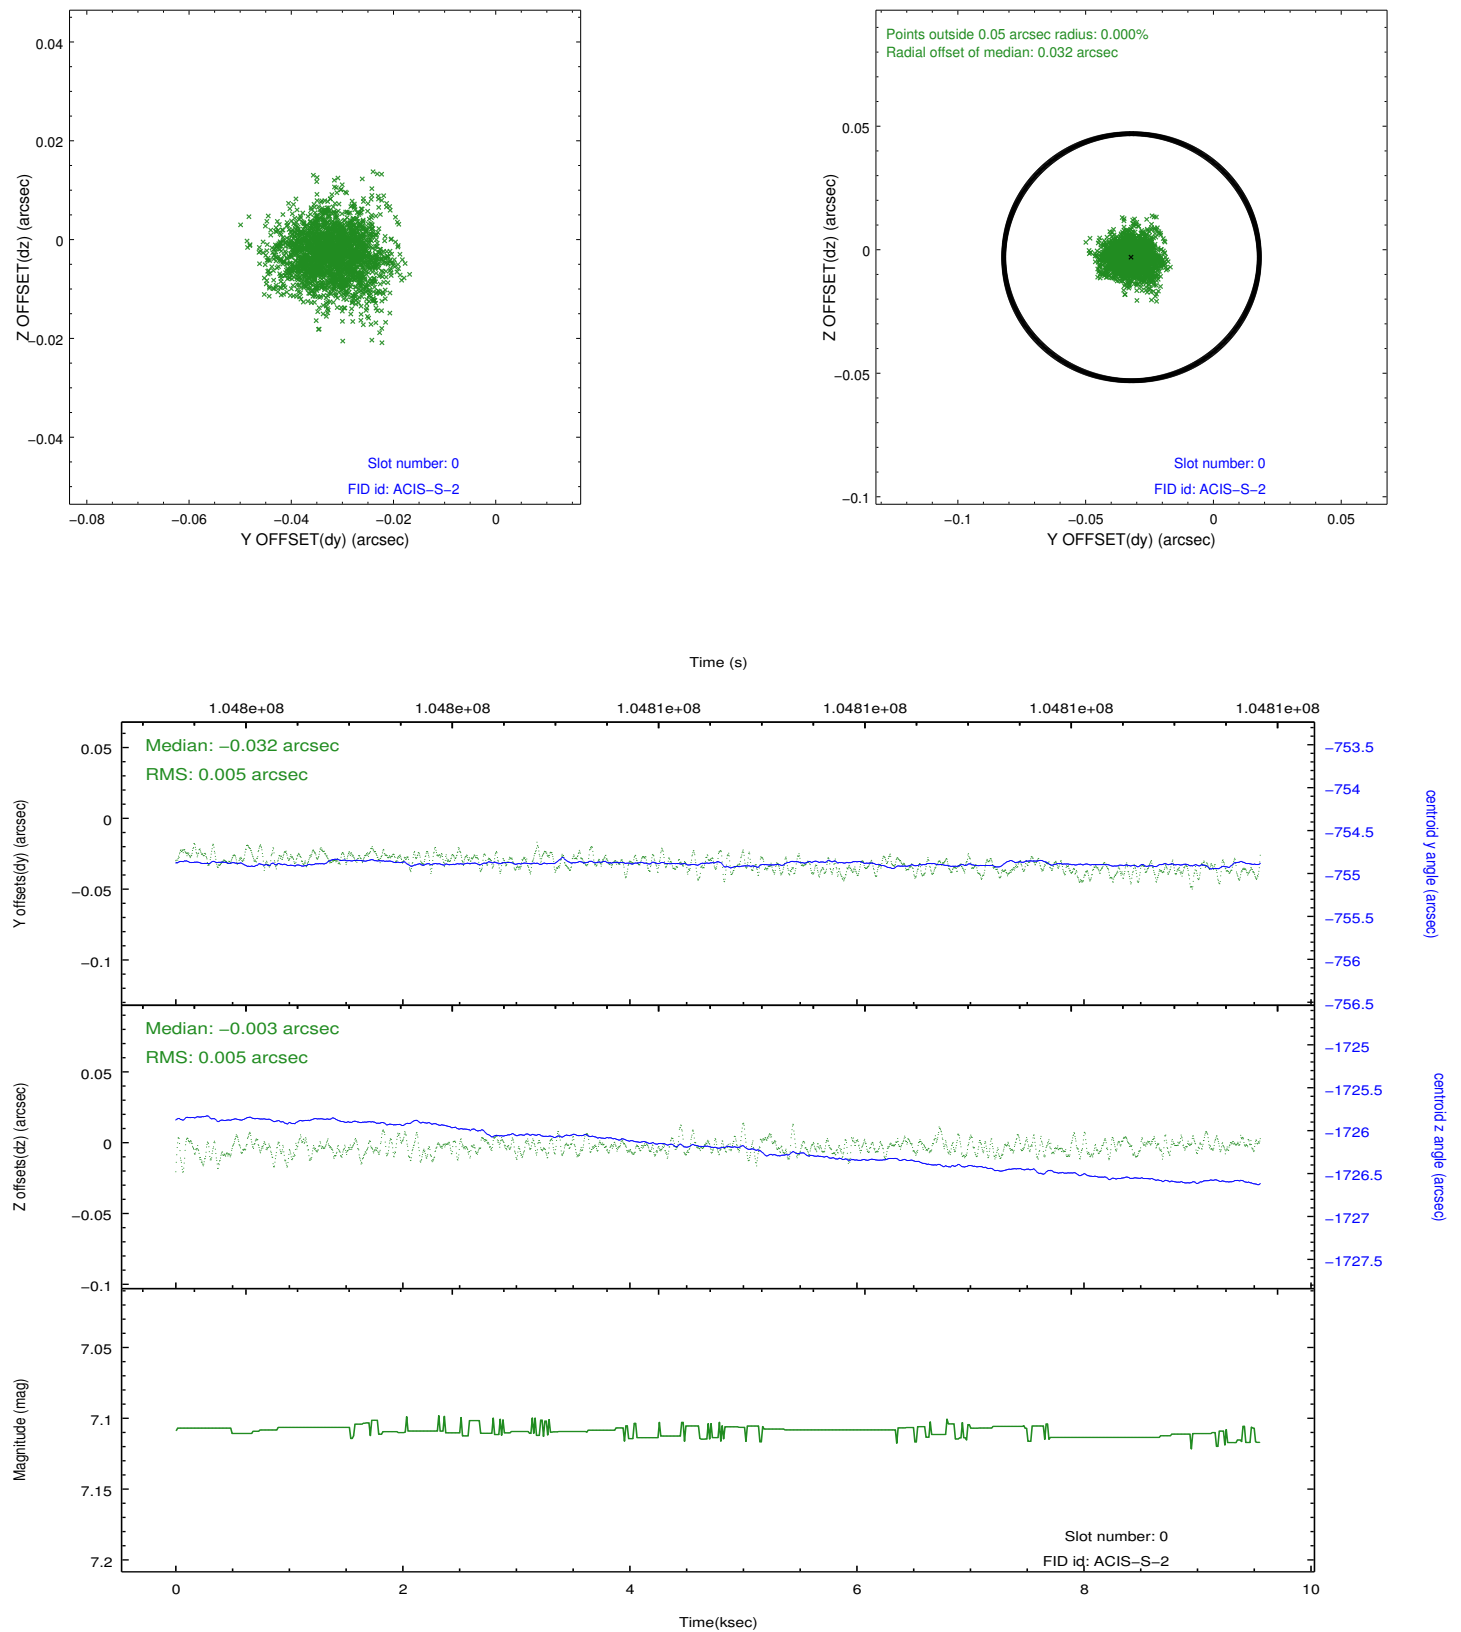 0.04
0.02
0
−0.02
−0.04
Z OFFSET(dz) (arcsec)
Slot number: 0
FID id: ACIS−S−2
−0.08
−0.06
−0.04
−0.02
0
Y OFFSET(dy) (arcsec)
Points outside 0.05 arcsec radius: 0.000%
Radial offset of median: 0.032 arcsec
0.05
0
−0.05
−0.1
Z OFFSET(dz) (arcsec)
Slot number: 0
FID id: ACIS−S−2
−0.1
−0.05
0
0.05
Y OFFSET(dy) (arcsec)
Time (s)
1.048e+08
1.048e+08
1.0481e+08
1.0481e+08
1.0481e+08
1.0481e+08
Median: −0.032 arcsec
RMS: 0.005 arcsec
0.05
0
−0.05
−0.1
Y offsets(dy) (arcsec)
−753.5
−754
−754.5
−755
−755.5
−756
−756.5
centroid y angle (arcsec)
Median: −0.003 arcsec
RMS: 0.005 arcsec
0.05
0
−0.05
−0.1
Z offsets(dz) (arcsec)
−1725
−1725.5
−1726
−1726.5
−1727
−1727.5
centroid z angle (arcsec)
7.05
7.1
7.15
7.2
Magnitude (mag)
Slot number: 0
FID id: ACIS−S−2
0
2
4
6
8
10
Time(ksec)